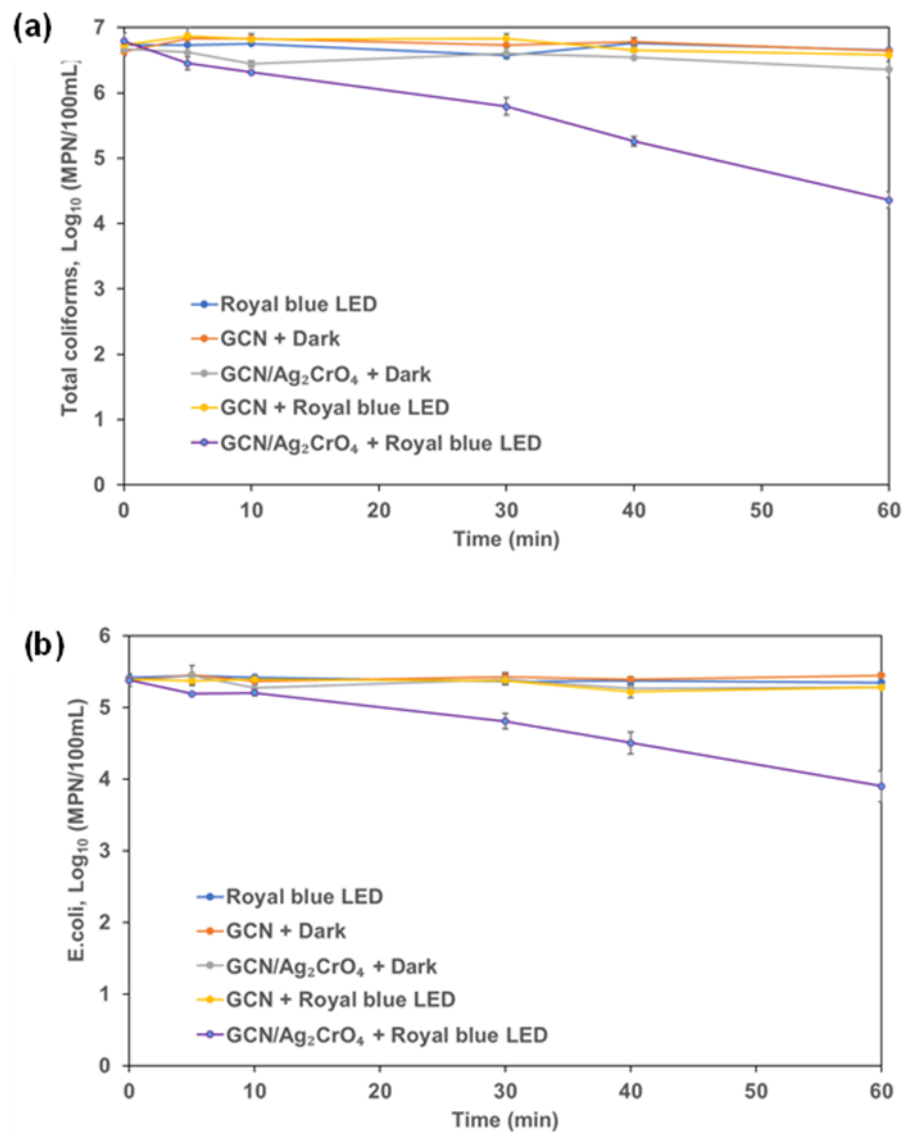 (a)
Total coliforms, Log₁₀ (MPN/100mL)
7
6
5
4
3
2
1
0
Royal blue LED
GCN + Dark
GCN/Ag₂CrO₄ + Dark
GCN + Royal blue LED
GCN/Ag₂CrO₄ + Royal blue LED
0 10 20 30 40 50 60
Time (min)
(b)
E.coli, Log₁₀ (MPN/100mL)
6
5
4
3
2
1
0
Royal blue LED
GCN + Dark
GCN/Ag₂CrO₄ + Dark
GCN + Royal blue LED
GCN/Ag₂CrO₄ + Royal blue LED
0 10 20 30 40 50 60
Time (min)